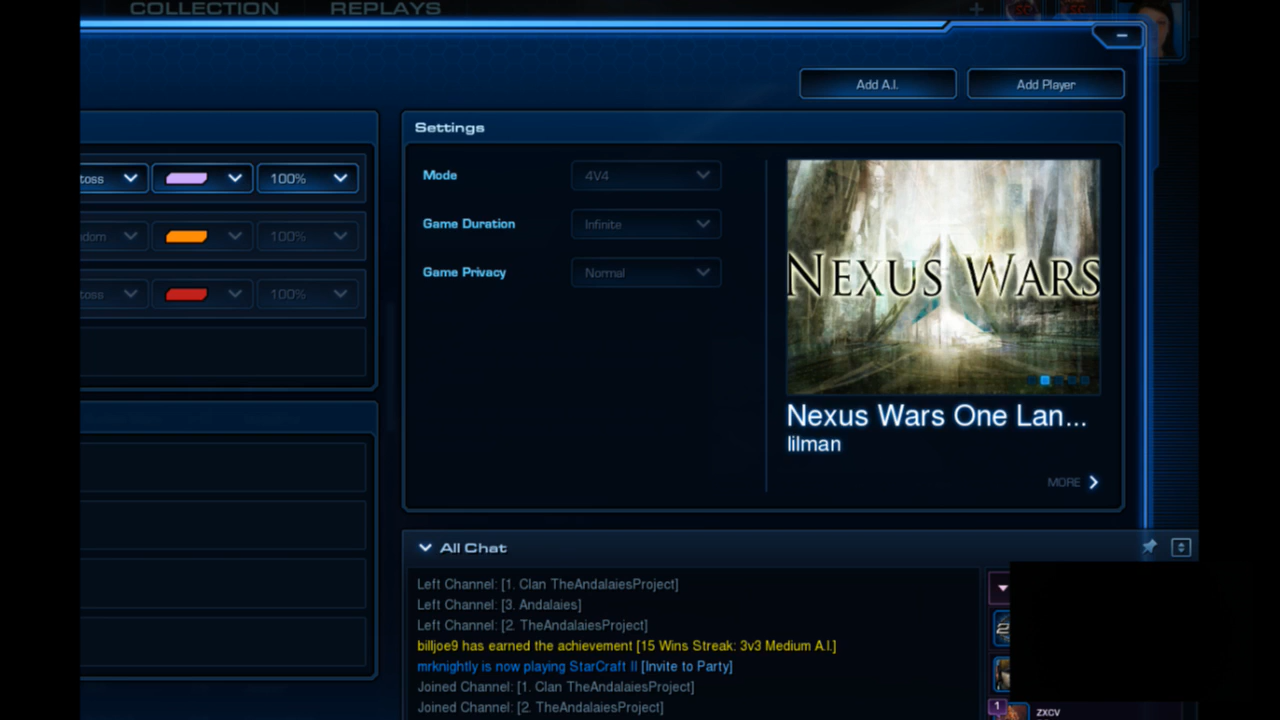 COLLECTION REPLAYS
Add A.I. Add Player
Settings
toss 100%
Mode 4V4
dom 100%
Game Duration Infinite
toss 100%
Game Privacy Normal
NEXUS WARS
Nexus Wars One Lan...
lilman
MORE
All Chat
Left Channel: [1. Clan TheAndalaiesProject]
Left Channel: [3. Andalaies]
Left Channel: [2. TheAndalaiesProject]
billjoe9 has earned the achievement [15 Wins Streak: 3v3 Medium A.I.]
mrknightly is now playing StarCraft II [Invite to Party]
Joined Channel: [1. Clan TheAndalaiesProject]
Joined Channel: [2. TheAndalaiesProject]
1 zxcv